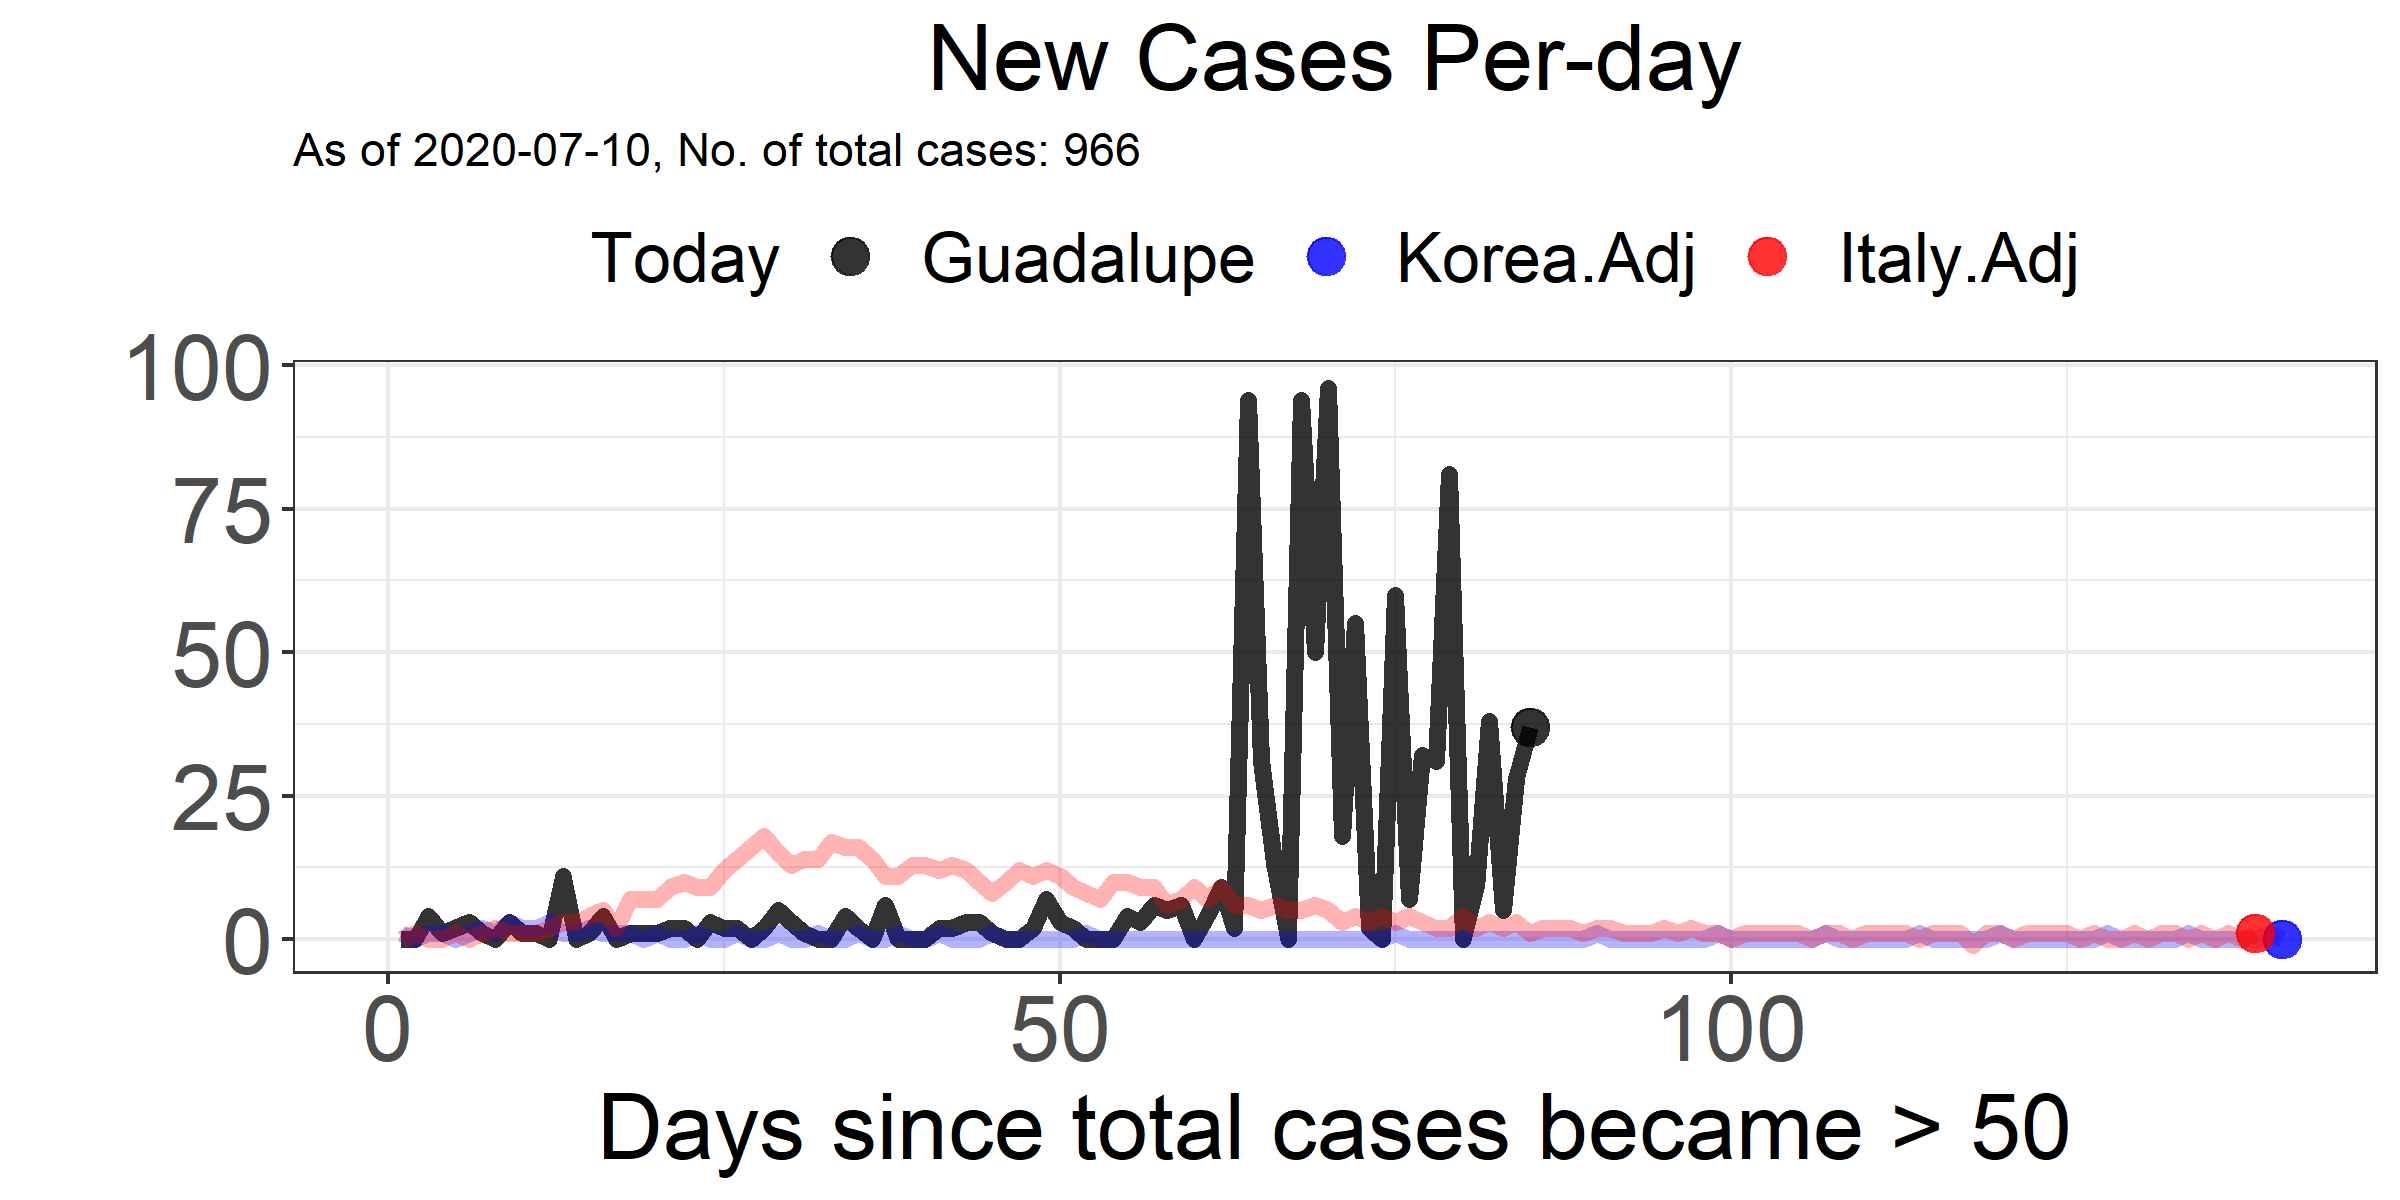 New Cases Per-day
As of 2020-07-10, No. of total cases: 966
Today Guadalupe Korea.Adj Italy.Adj
100
75
50
25
0
0 50 100
Days since total cases became > 50